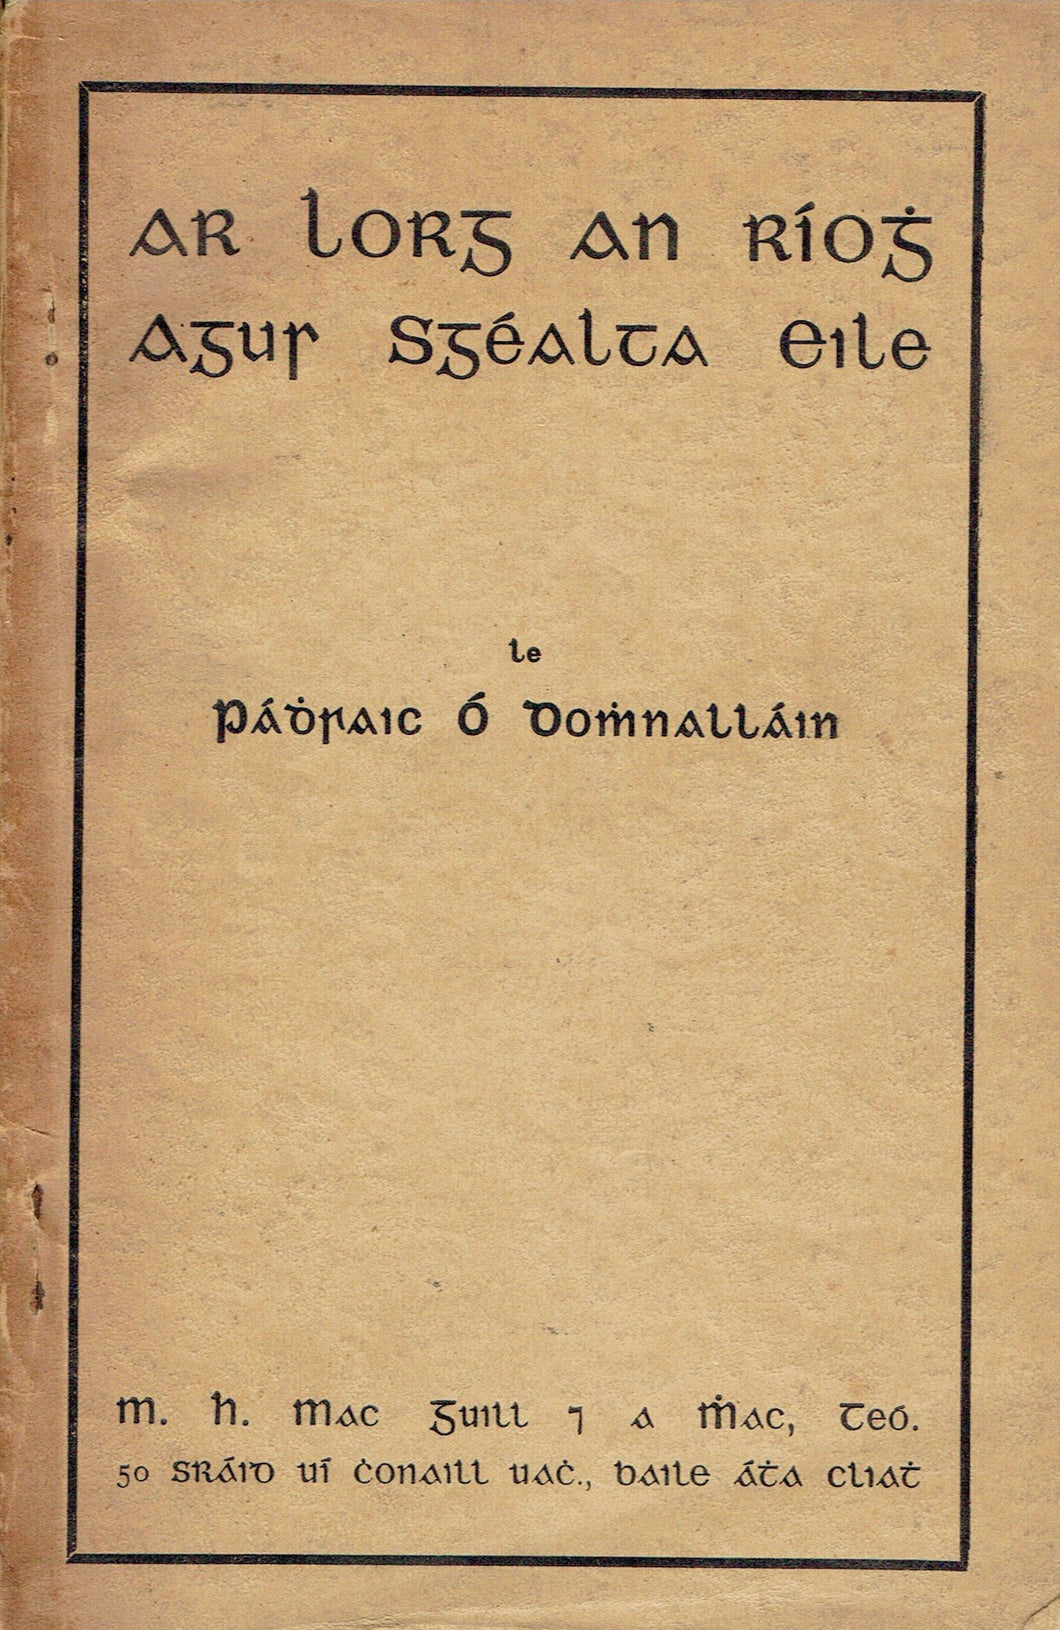 Ar Lorg an Ríoġ
Agus Sgéalta Eile
le
Pádraic Ó Doṁnalláin
M. H. Mac Guill ⁊ a Ṁac, Teó.
50 Sráid Uí Ċonaill Uaċ., Baile Áṫa Cliaṫ